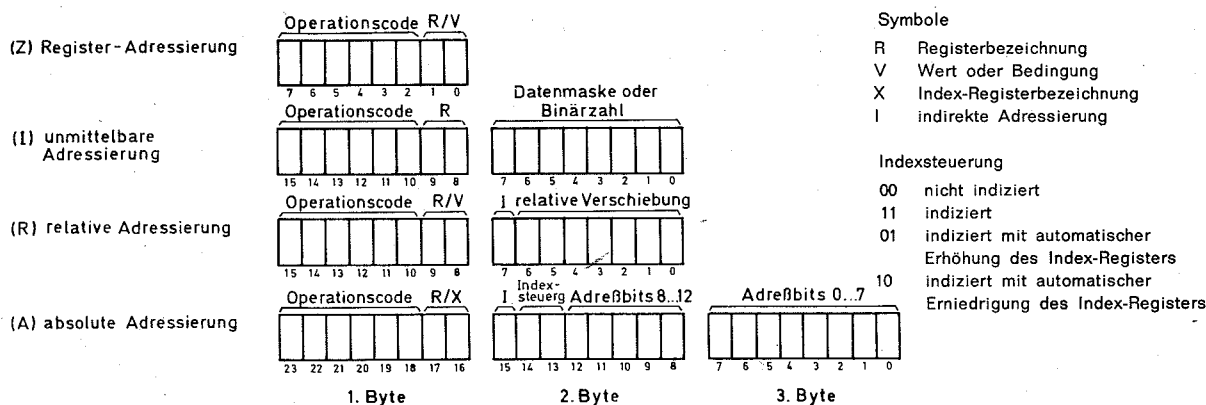 Operationscode R/V
(Z) Register-Adressierung
7 6 5 4 3 2 1 0
Operationscode R
Datenmaske oder
Binärzahl
(I) unmittelbare
Adressierung
15 14 13 12 11 10 9 8
7 6 5 4 3 2 1 0
Operationscode R/V
I relative Verschiebung
(R) relative Adressierung
15 14 13 12 11 10 9 8
7 6 5 4 3 2 1 0
Operationscode R/X
I Index-
steuerg Adreßbits 8...12
Adreßbits 0...7
(A) absolute Adressierung
23 22 21 20 19 18 17 16
15 14 13 12 11 10 9 8
7 6 5 4 3 2 1 0
1. Byte
2. Byte
3. Byte
Symbole
R Registerbezeichnung
V Wert oder Bedingung
X Index-Registerbezeichnung
I indirekte Adressierung
Indexsteuerung
00 nicht indiziert
11 indiziert
01 indiziert mit automatischer
Erhöhung des Index-Registers
10 indiziert mit automatischer
Erniedrigung des Index-Registers